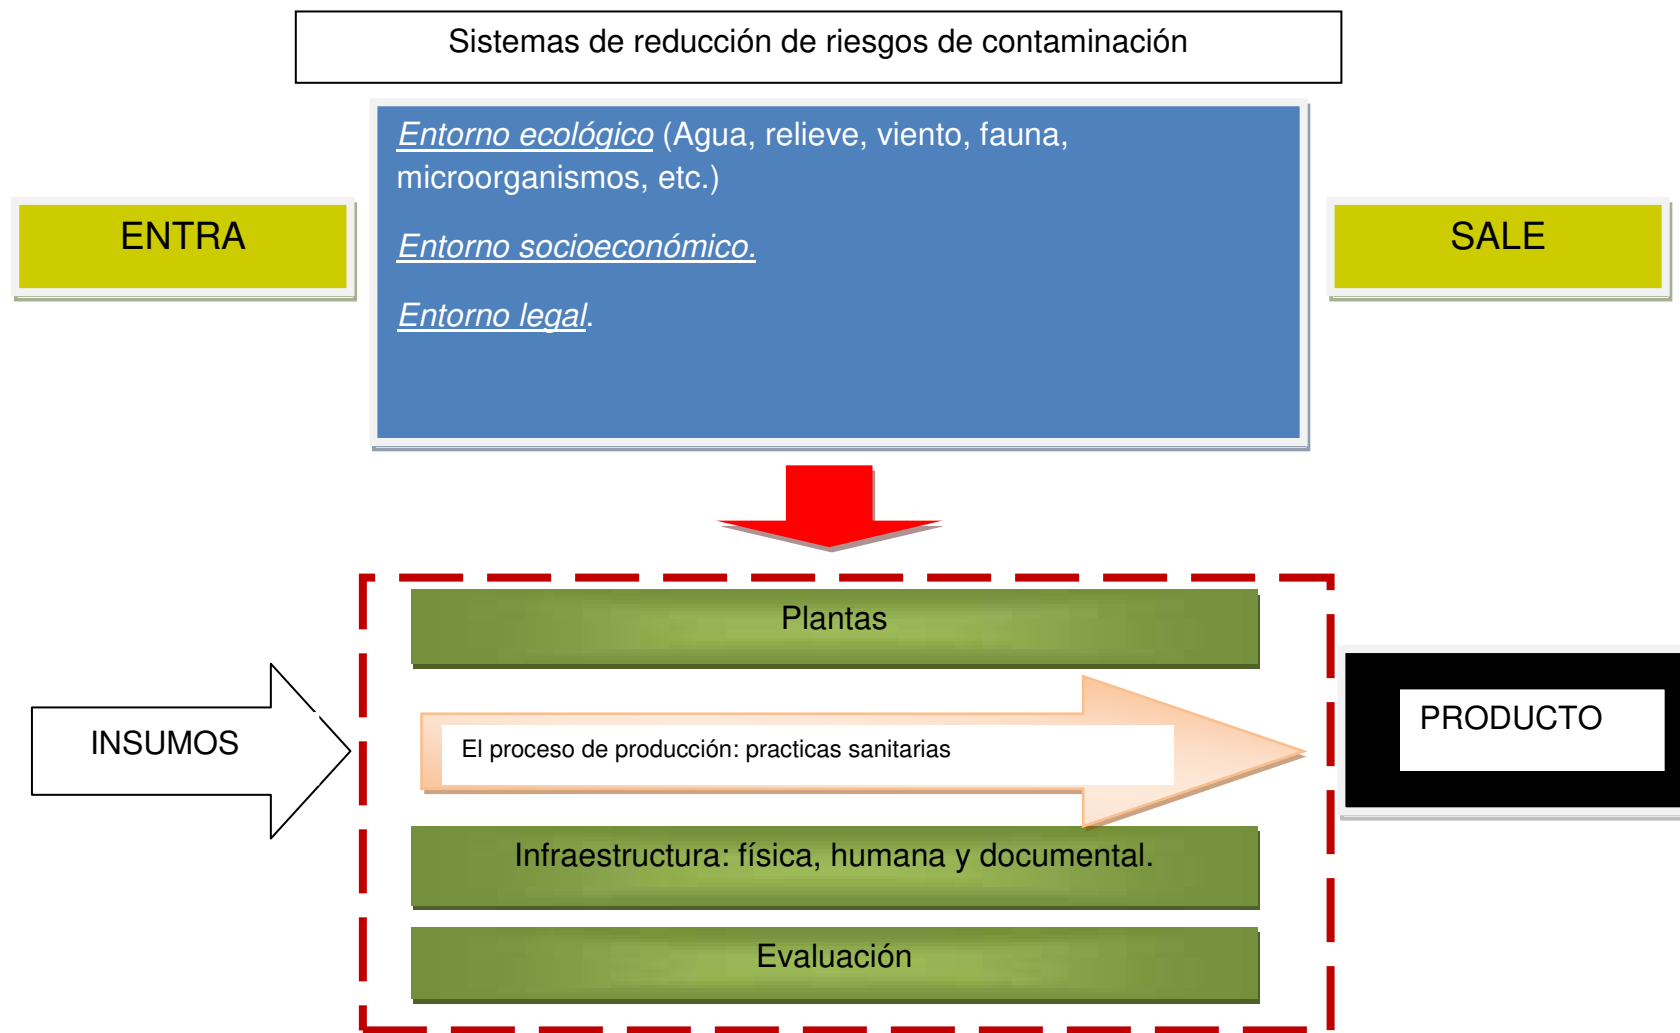 Sistemas de reducción de riesgos de contaminación
Entorno ecológico (Agua, relieve, viento, fauna,
microorganismos, etc.)
Entorno socioeconómico.
Entorno legal.
ENTRA
SALE
Plantas
INSUMOS
El proceso de producción: practicas sanitarias
PRODUCTO
Infraestructura: física, humana y documental.
Evaluación